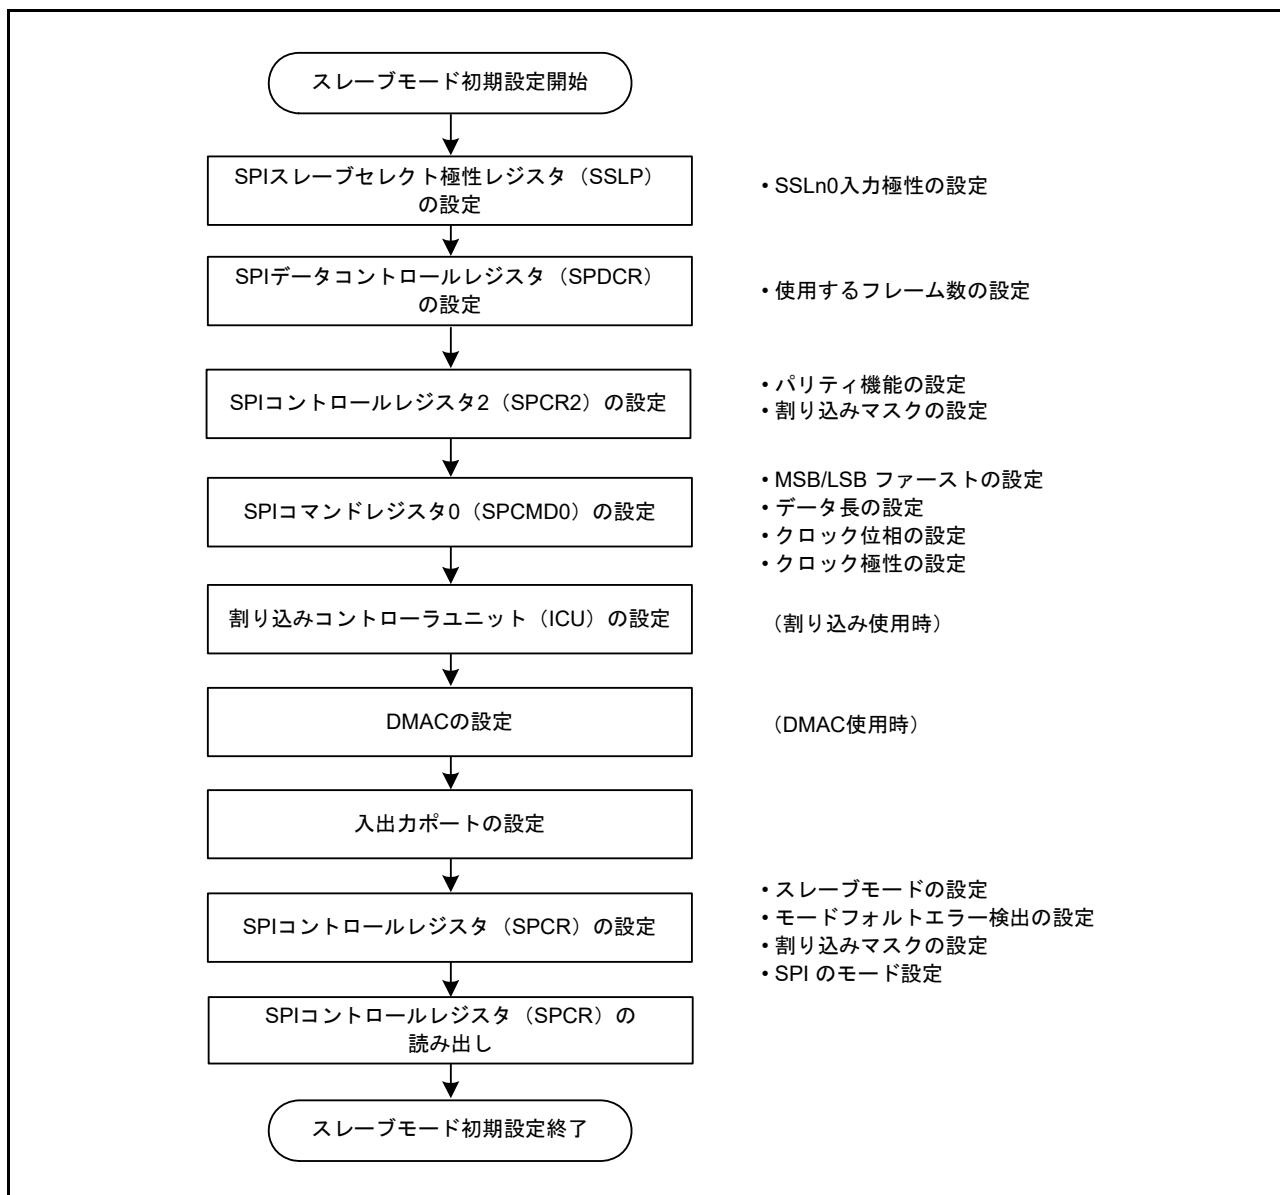 スレーブモード初期設定開始
SPIスレーブセレクト極性レジスタ（SSLP）
の設定
• SSLn0入力極性の設定
SPIデータコントロールレジスタ（SPDCR）
の設定
• 使用するフレーム数の設定
SPIコントロールレジスタ2（SPCR2）の設定
• パリティ機能の設定
• 割り込みマスクの設定
SPIコマンドレジスタ0（SPCMD0）の設定
• MSB/LSB ファーストの設定
• データ長の設定
• クロック位相の設定
• クロック極性の設定
割り込みコントローラユニット（ICU）の設定
（割り込み使用時）
DMACの設定
（DMAC使用時）
入出力ポートの設定
SPIコントロールレジスタ（SPCR）の設定
• スレーブモードの設定
• モードフォルトエラー検出の設定
• 割り込みマスクの設定
• SPI のモード設定
SPIコントロールレジスタ（SPCR）の
読み出し
スレーブモード初期設定終了